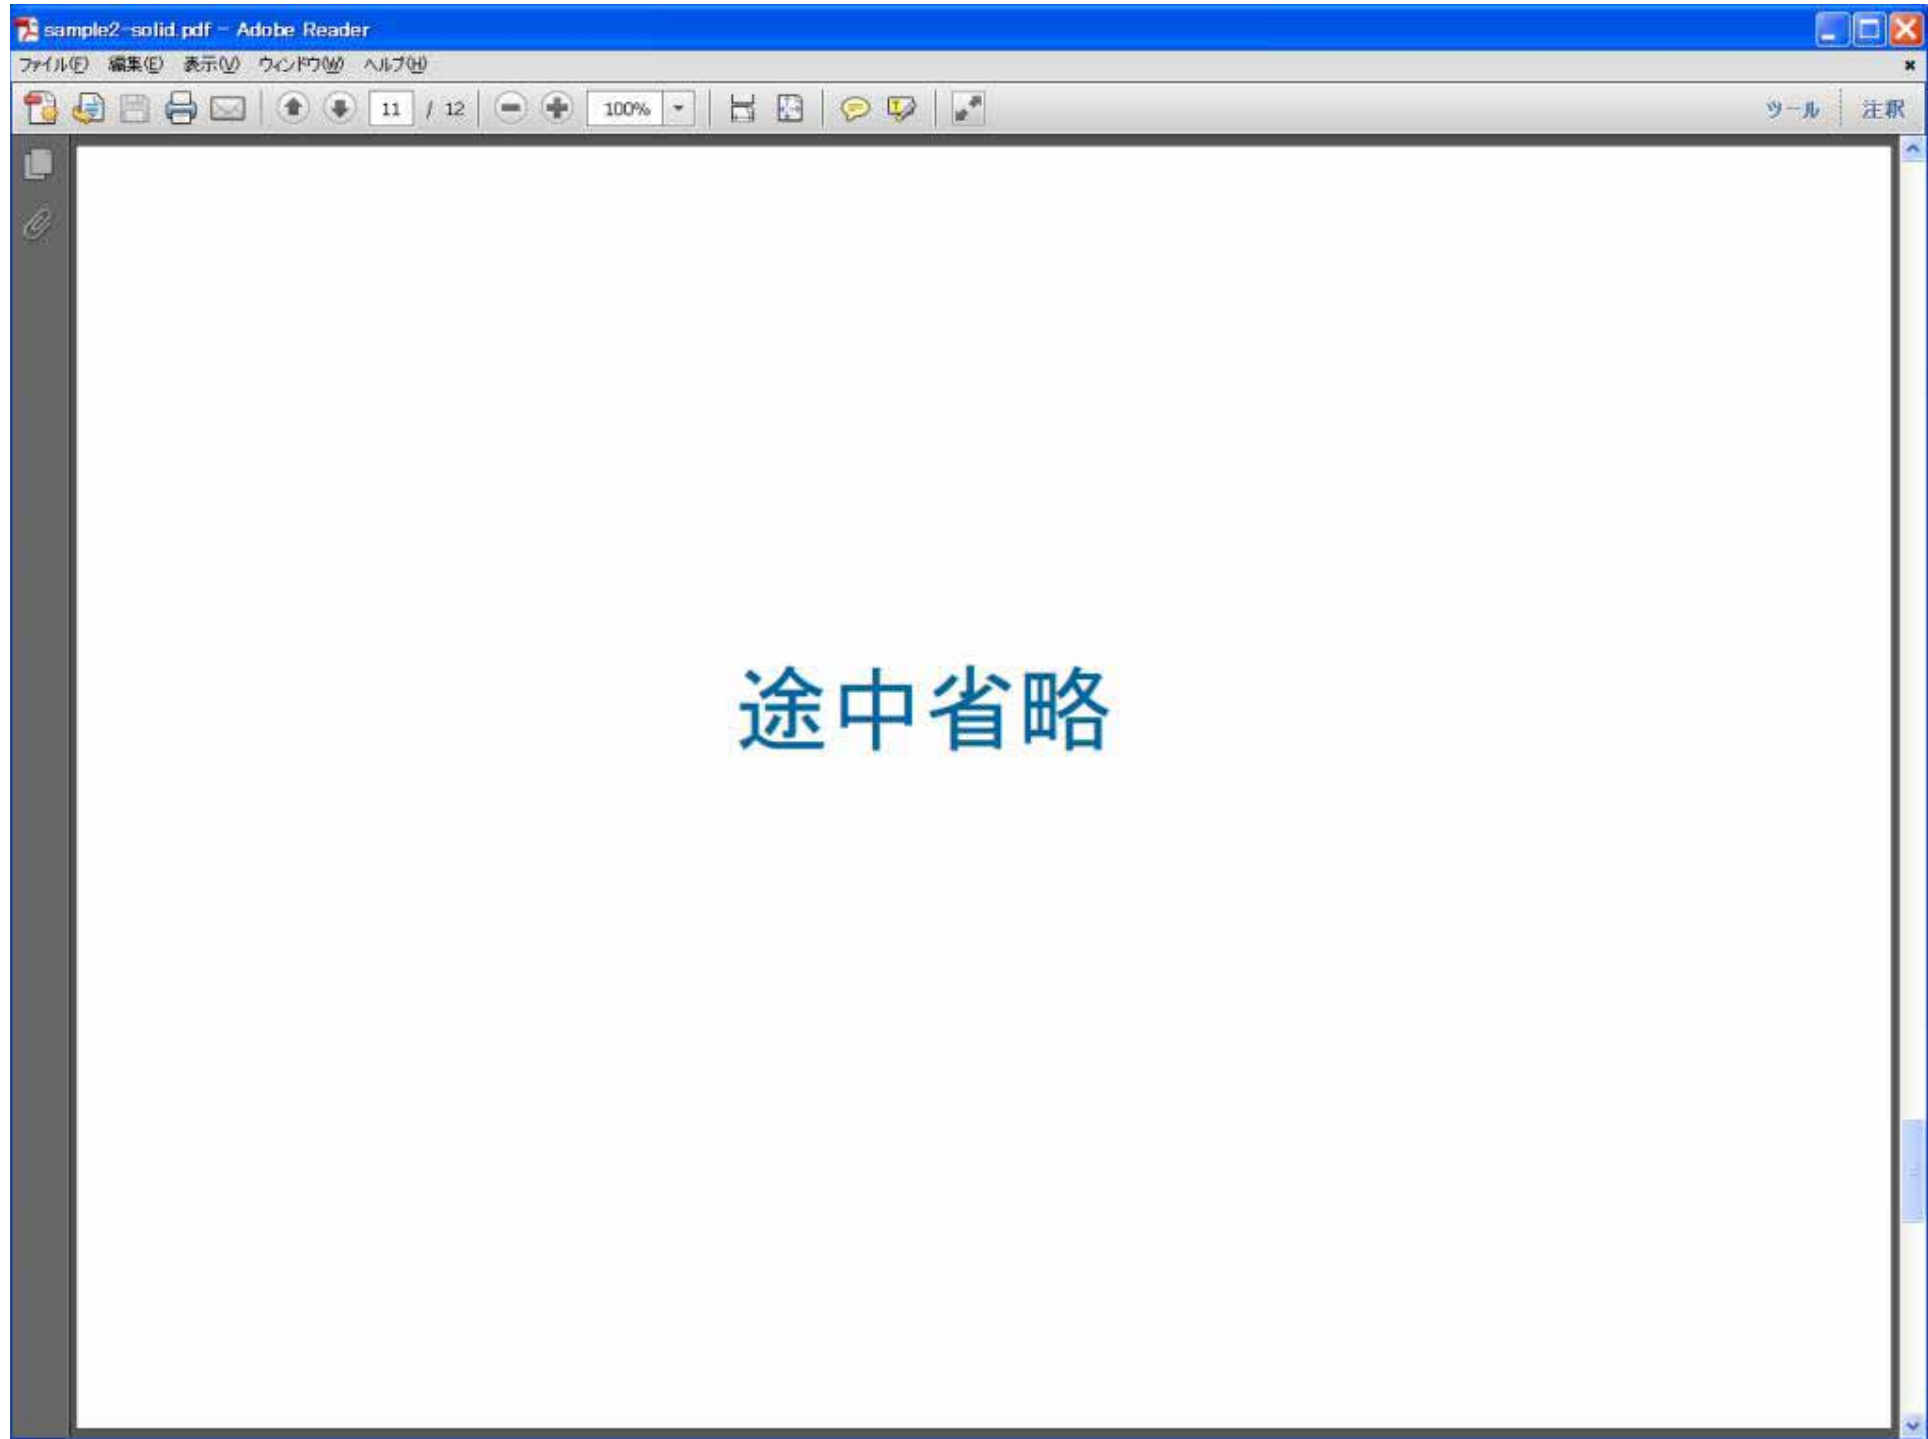 sample2-solid.pdf - Adobe Reader
ファイル(F) 編集(E) 表示(V) ウィンドウ(W) ヘルプ(H)
11 / 12 100% ツール 注釈
途中省略